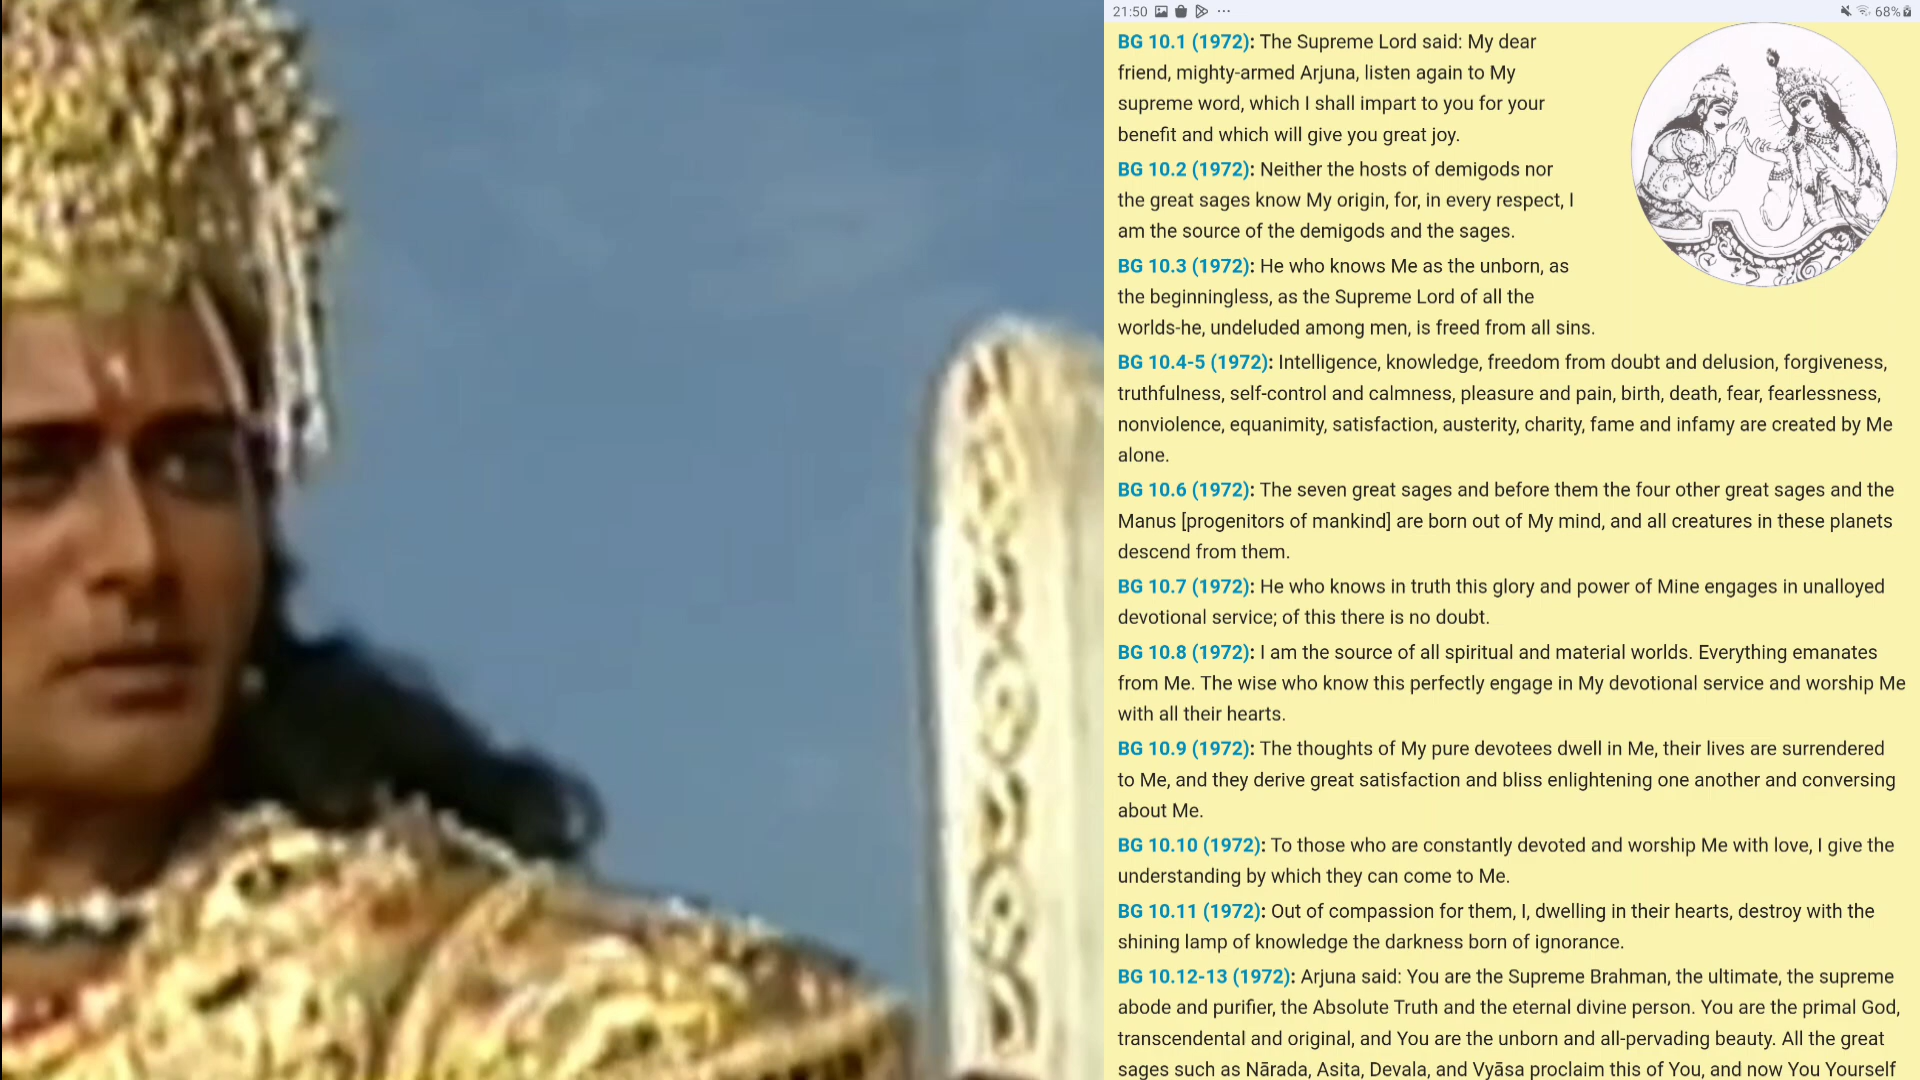 21:50 ... 68%
BG 10.1 (1972): The Supreme Lord said: My dear
friend, mighty-armed Arjuna, listen again to My
supreme word, which I shall impart to you for your
benefit and which will give you great joy.
BG 10.2 (1972): Neither the hosts of demigods nor
the great sages know My origin, for, in every respect, I
am the source of the demigods and the sages.
BG 10.3 (1972): He who knows Me as the unborn, as
the beginningless, as the Supreme Lord of all the
worlds-he, undeluded among men, is freed from all sins.
BG 10.4-5 (1972): Intelligence, knowledge, freedom from doubt and delusion, forgiveness,
truthfulness, self-control and calmness, pleasure and pain, birth, death, fear, fearlessness,
nonviolence, equanimity, satisfaction, austerity, charity, fame and infamy are created by Me
alone.
BG 10.6 (1972): The seven great sages and before them the four other great sages and the
Manus [progenitors of mankind] are born out of My mind, and all creatures in these planets
descend from them.
BG 10.7 (1972): He who knows in truth this glory and power of Mine engages in unalloyed
devotional service; of this there is no doubt.
BG 10.8 (1972): I am the source of all spiritual and material worlds. Everything emanates
from Me. The wise who know this perfectly engage in My devotional service and worship Me
with all their hearts.
BG 10.9 (1972): The thoughts of My pure devotees dwell in Me, their lives are surrendered
to Me, and they derive great satisfaction and bliss enlightening one another and conversing
about Me.
BG 10.10 (1972): To those who are constantly devoted and worship Me with love, I give the
understanding by which they can come to Me.
BG 10.11 (1972): Out of compassion for them, I, dwelling in their hearts, destroy with the
shining lamp of knowledge the darkness born of ignorance.
BG 10.12-13 (1972): Arjuna said: You are the Supreme Brahman, the ultimate, the supreme
abode and purifier, the Absolute Truth and the eternal divine person. You are the primal God,
transcendental and original, and You are the unborn and all-pervading beauty. All the great
sages such as Nārada, Asita, Devala, and Vyāsa proclaim this of You, and now You Yourself